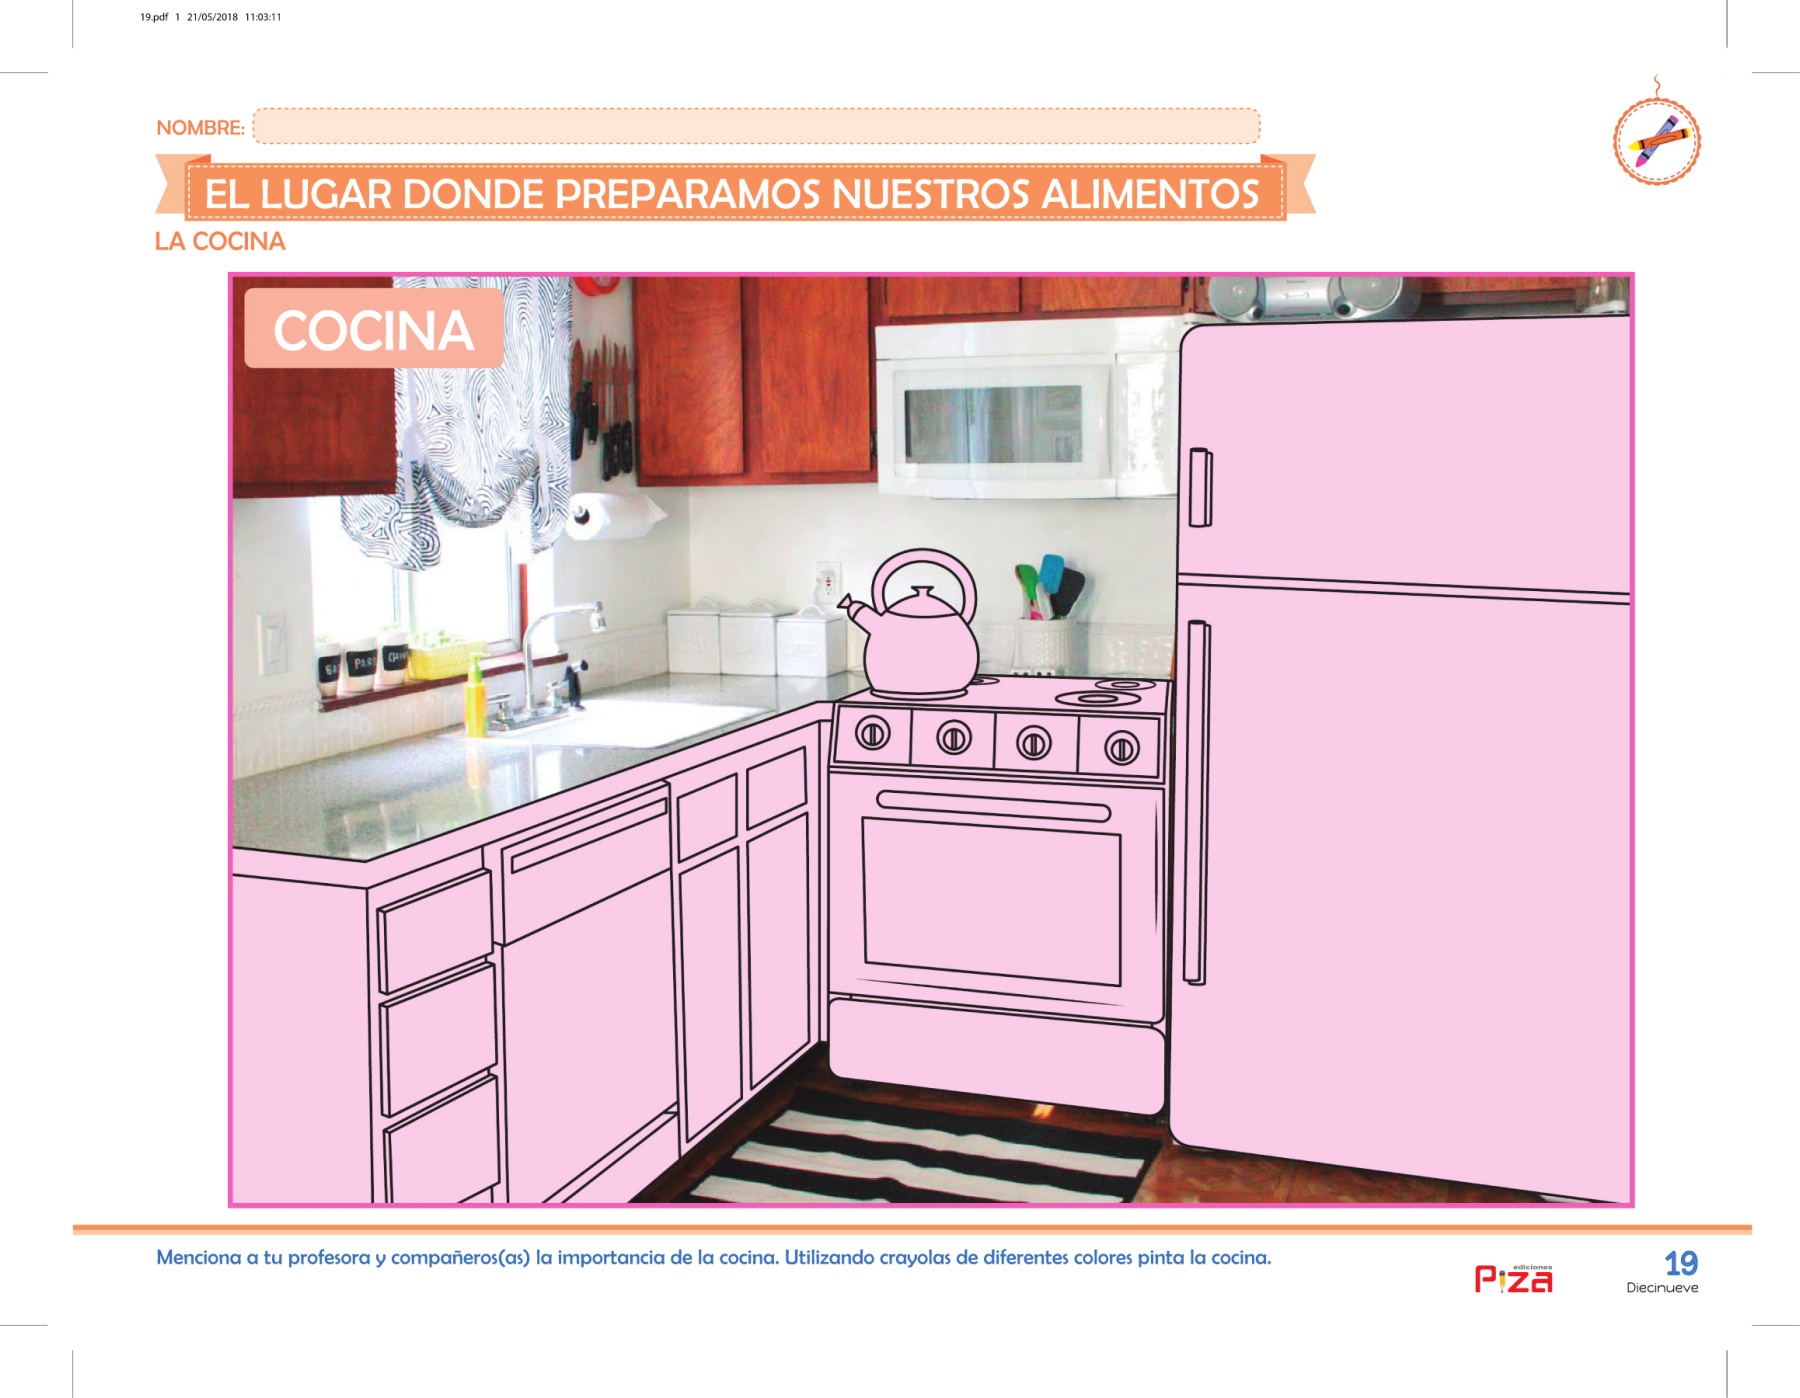 19.pdf 1 21/05/2018 11:03:11
NOMBRE:
EL LUGAR DONDE PREPARAMOS NUESTROS ALIMENTOS
LA COCINA
COCINA
Menciona a tu profesora y compañeros(as) la importancia de la cocina. Utilizando crayolas de diferentes colores pinta la cocina.
ediciones
Piza
19
Diecinueve